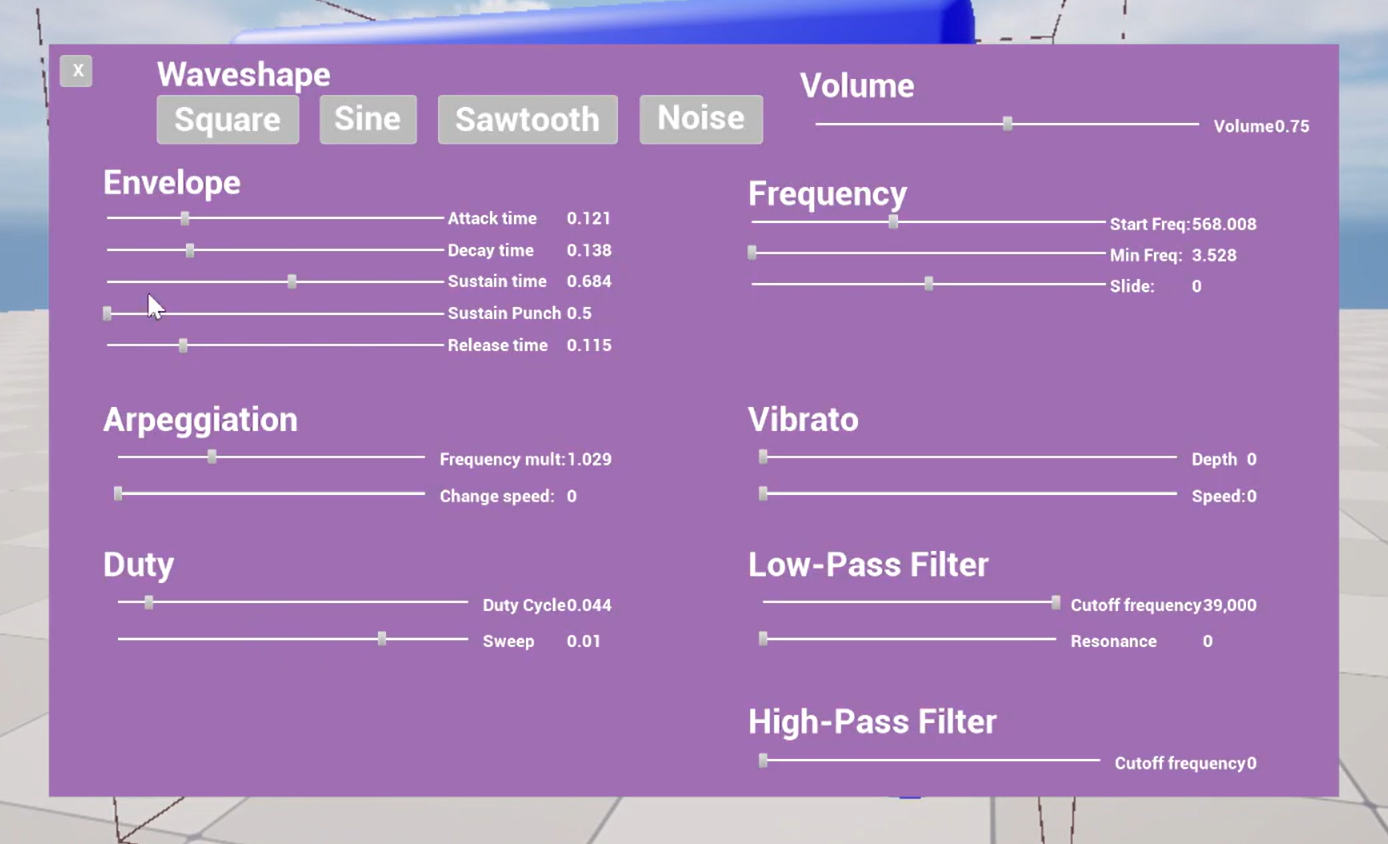 X
Waveshape
Square Sine Sawtooth Noise
Volume
Volume0.75
Envelope
Attack time 0.121
Decay time 0.138
Sustain time 0.684
Sustain Punch 0.5
Release time 0.115
Frequency
Start Freq:568.008
Min Freq: 3.528
Slide: 0
Arpeggiation
Frequency mult:1.029
Change speed: 0
Vibrato
Depth 0
Speed:0
Duty
Duty Cycle0.044
Sweep 0.01
Low-Pass Filter
Cutoff frequency39,000
Resonance 0
High-Pass Filter
Cutoff frequency0